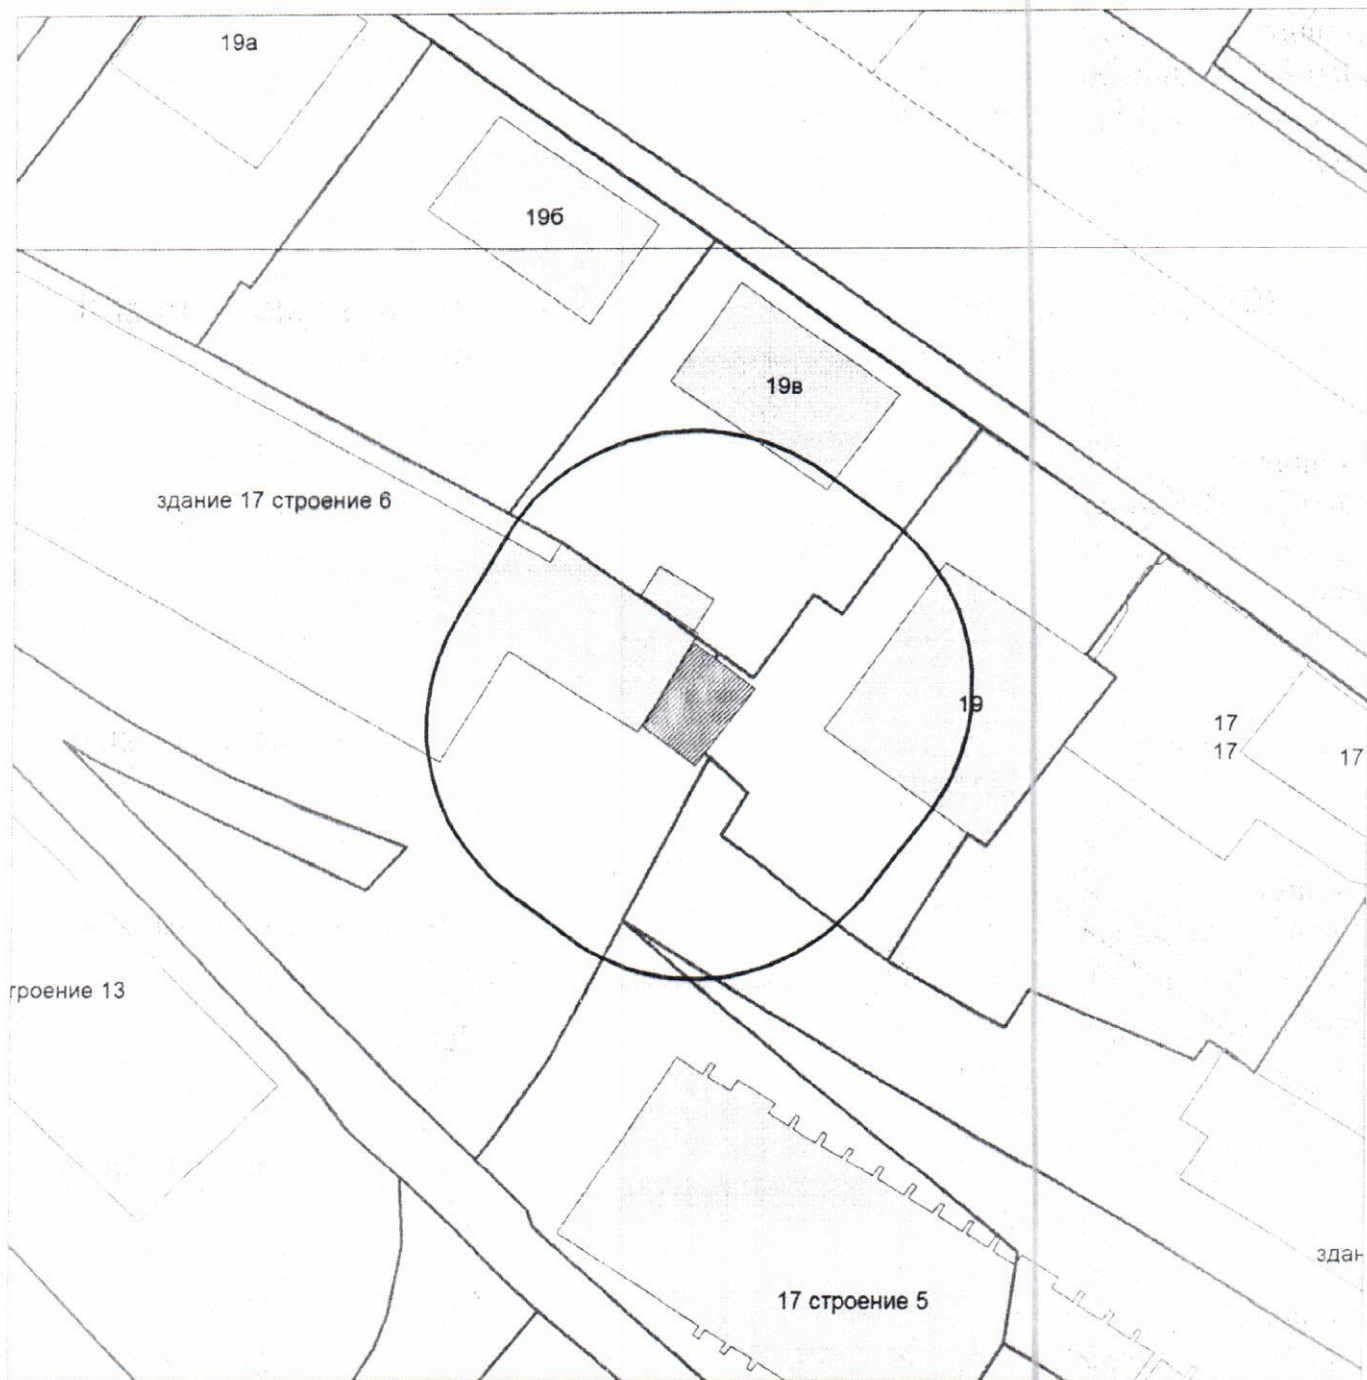 19а
19б
19в
здание 17 строение 6
19
17
17
17
троение 13
здан
17 строение 5